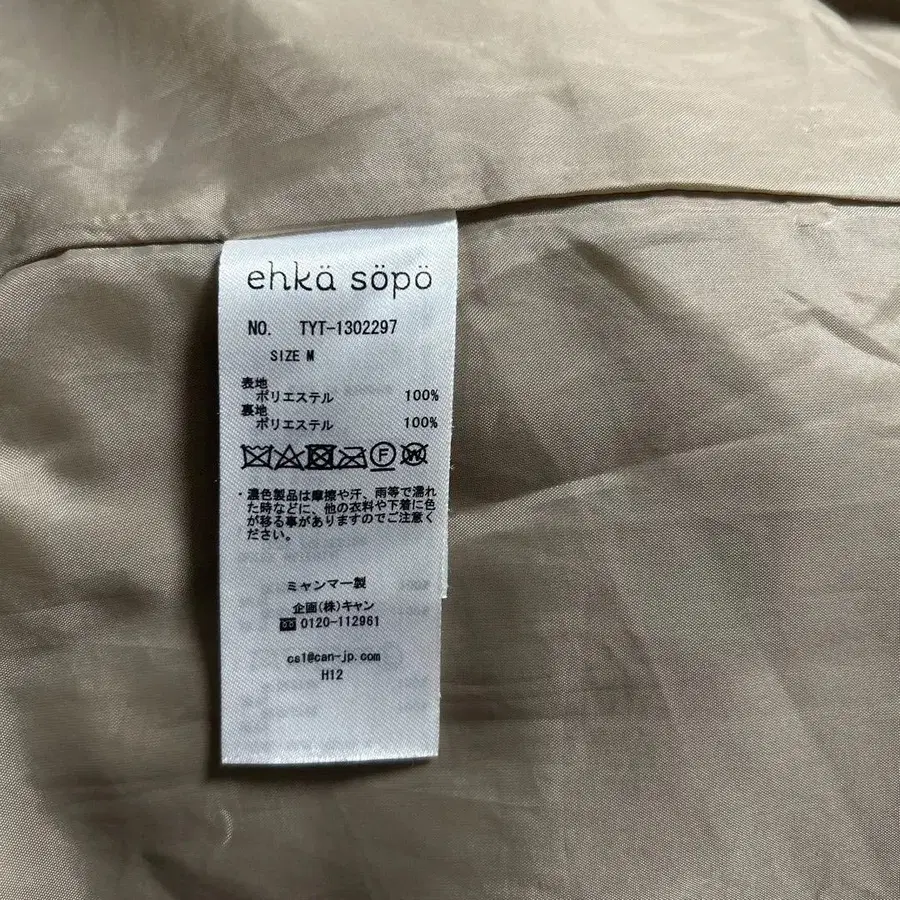 ehkä söpö
NO. TYT-1302297
SIZE M
表地
ポリエステル 100%
裏地
ポリエステル 100%
F W
・濃色製品は摩擦や汗、雨等で濡れ
た時などに、他の衣料や下着に色
が移る事がありますのでご注意く
ださい。
ミャンマー製
企画(株)キャン
0120-112961
cs1@can-jp.com
H12